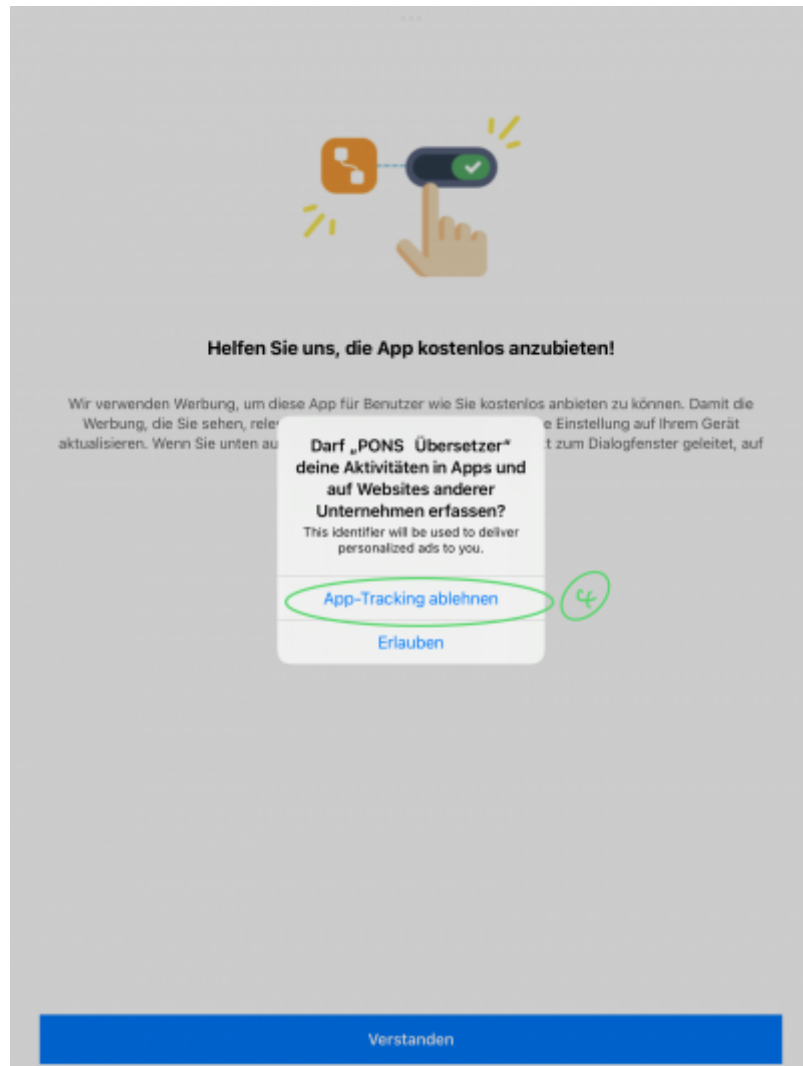 Helfen Sie uns, die App kostenlos anzubieten!
Wir verwenden Werbung, um diese App für Benutzer wie Sie kostenlos anbieten zu können. Damit die
Werbung, die Sie sehen, e Einstellung auf Ihrem Gerät
aktualisieren. Wenn Sie unten zum Dialogfenster geleitet, auf
Darf „PONS Übersetzer“
deine Aktivitäten in Apps und
auf Websites anderer
Unternehmen erfassen?
This identifier will be used to deliver
personalized ads to you.
App-Tracking ablehnen
4
Erlauben
Verstanden